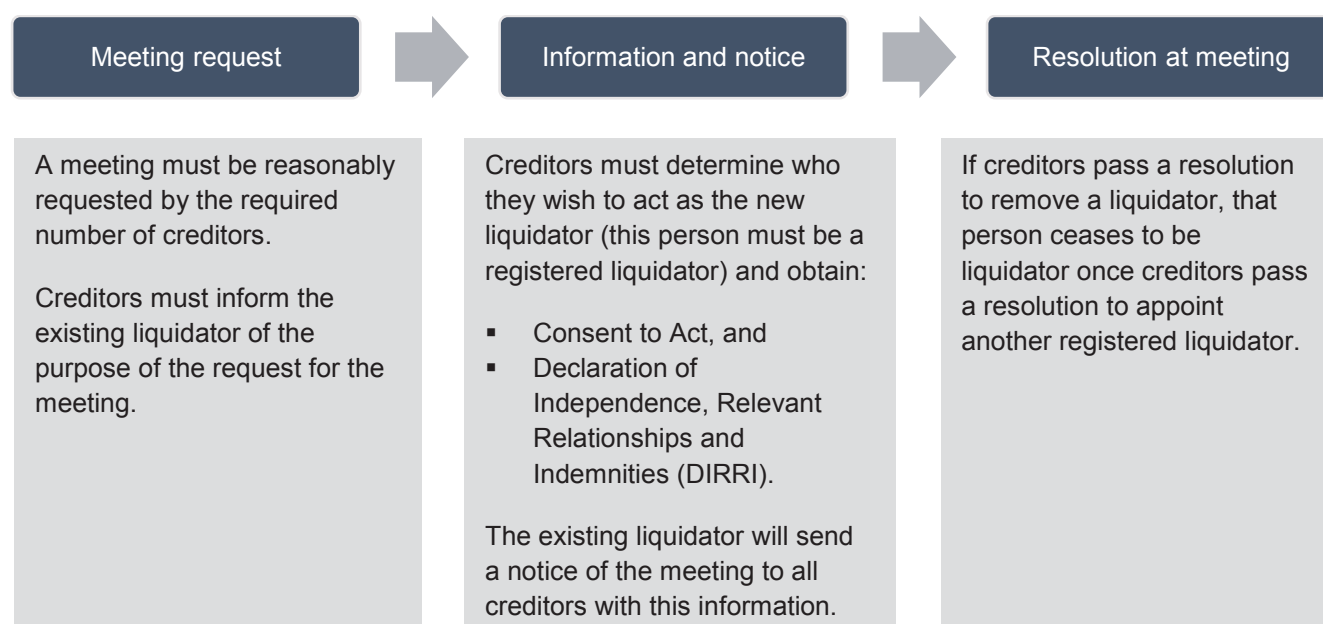 Meeting request
Information and notice
Resolution at meeting
A meeting must be reasonably
requested by the required
number of creditors.
Creditors must inform the
existing liquidator of the
purpose of the request for the
meeting.
Creditors must determine who
they wish to act as the new
liquidator (this person must be a
registered liquidator) and obtain:
▪ Consent to Act, and
▪ Declaration of
Independence, Relevant
Relationships and
Indemnities (DIRRI).
The existing liquidator will send
a notice of the meeting to all
creditors with this information.
If creditors pass a resolution
to remove a liquidator, that
person ceases to be
liquidator once creditors pass
a resolution to appoint
another registered liquidator.